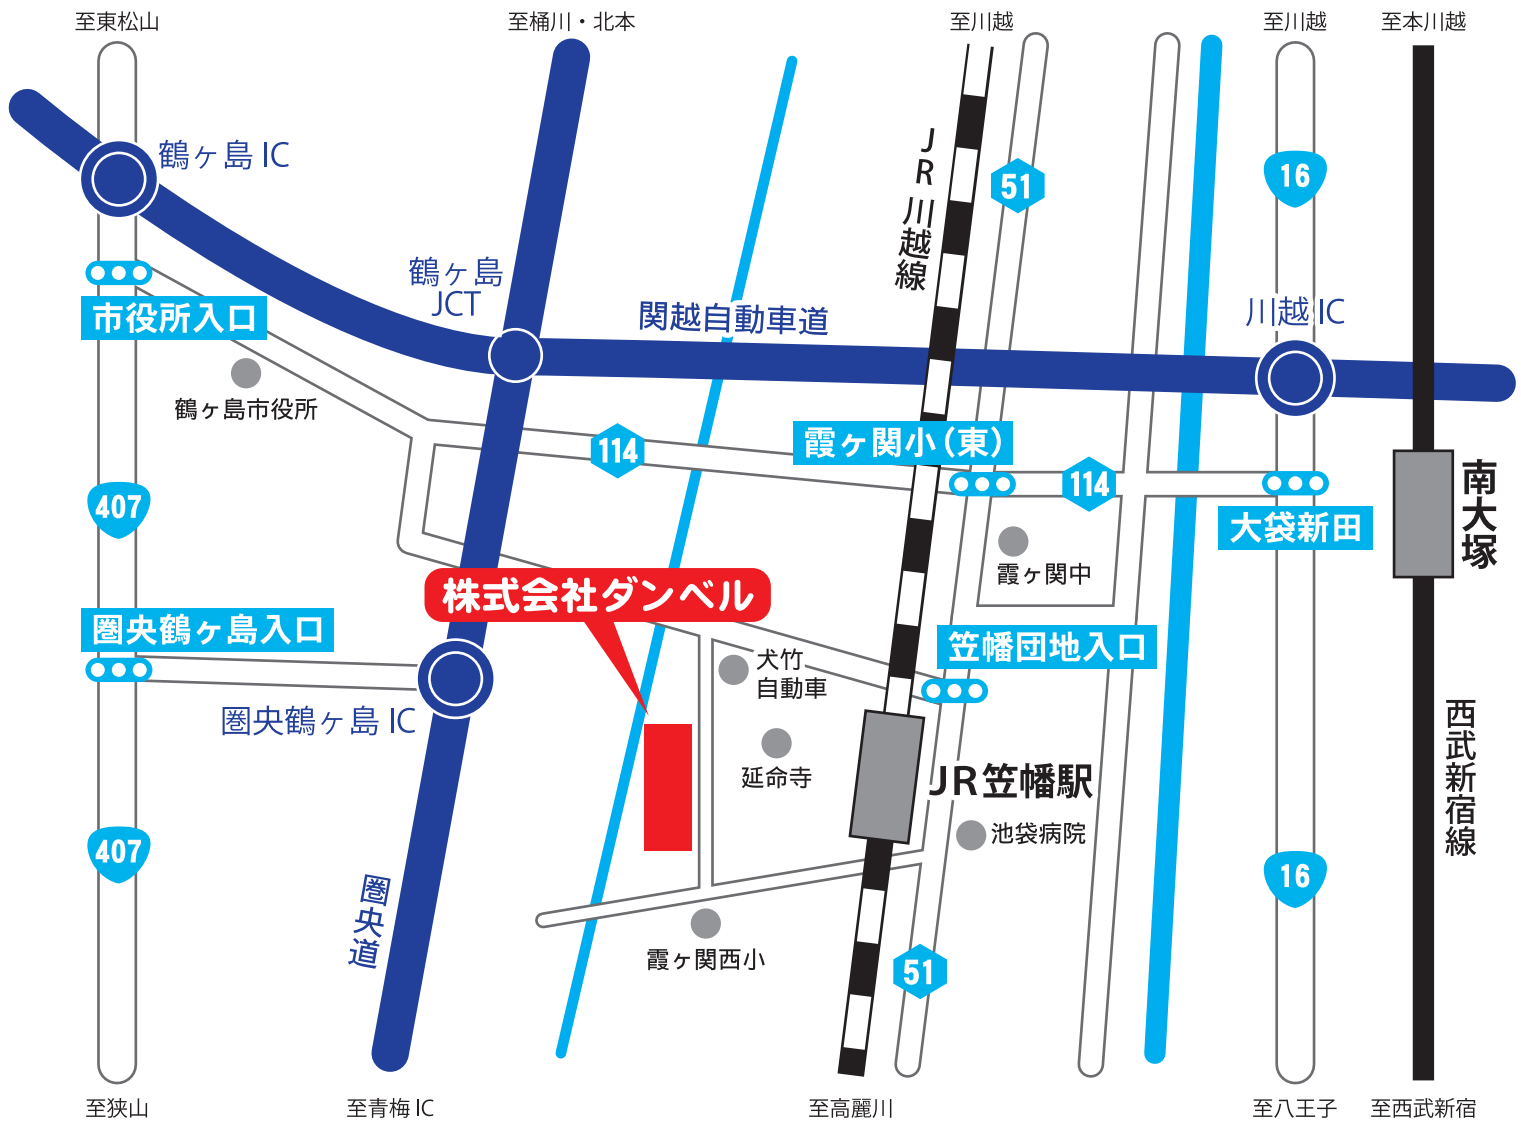 至東松山
至桶川・北本
至川越
至川越
至本川越
鶴ヶ島 IC
JR川越線
51
16
市役所入口
鶴ヶ島
JCT
関越自動車道
川越 IC
鶴ヶ島市役所
114
霞ヶ関小（東）
114
大袋新田
南大塚
407
霞ヶ関中
株式会社ダンベル
圏央鶴ヶ島入口
笠幡団地入口
犬竹
自動車
圏央鶴ヶ島 IC
延命寺
JR笠幡駅
西武新宿線
池袋病院
407
16
圏央道
霞ヶ関西小
51
至狭山
至青梅 IC
至高麗川
至八王子
至西武新宿